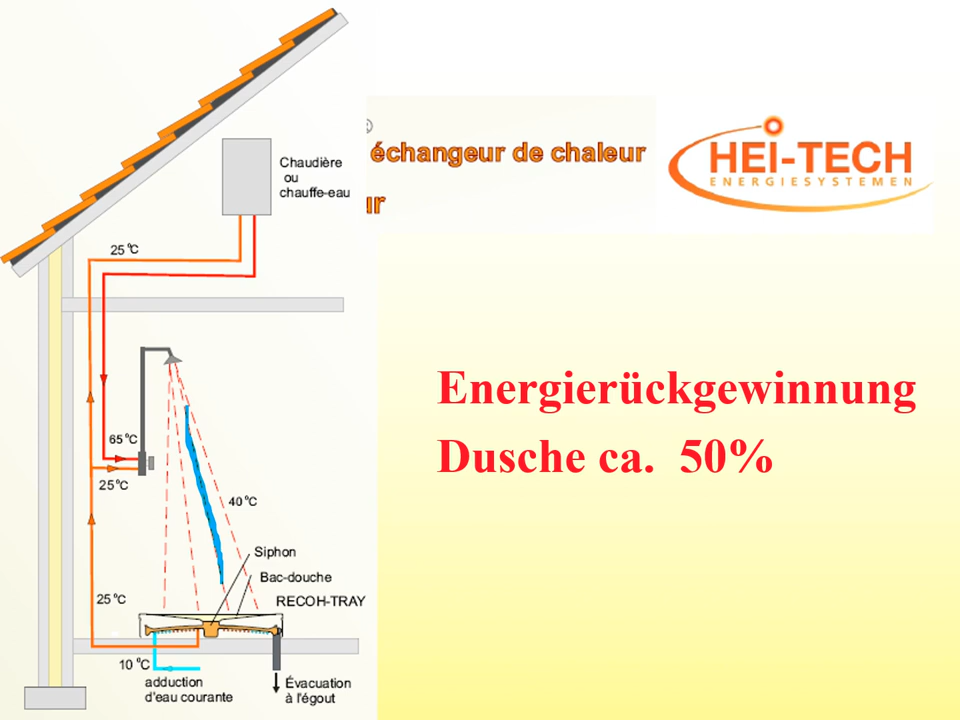 ®
échangeur de chaleur
ur
HEI-TECH
ENERGIESYSTEMEN
Chaudière
ou
chauffe-eau
25 °C
65 °C
25 °C
40 °C
Siphon
Bac-douche
RECOH-TRAY
25 °C
10 °C
adduction
d'eau courante
Évacuation
à l'égout
Energierückgewinnung
Dusche ca. 50%